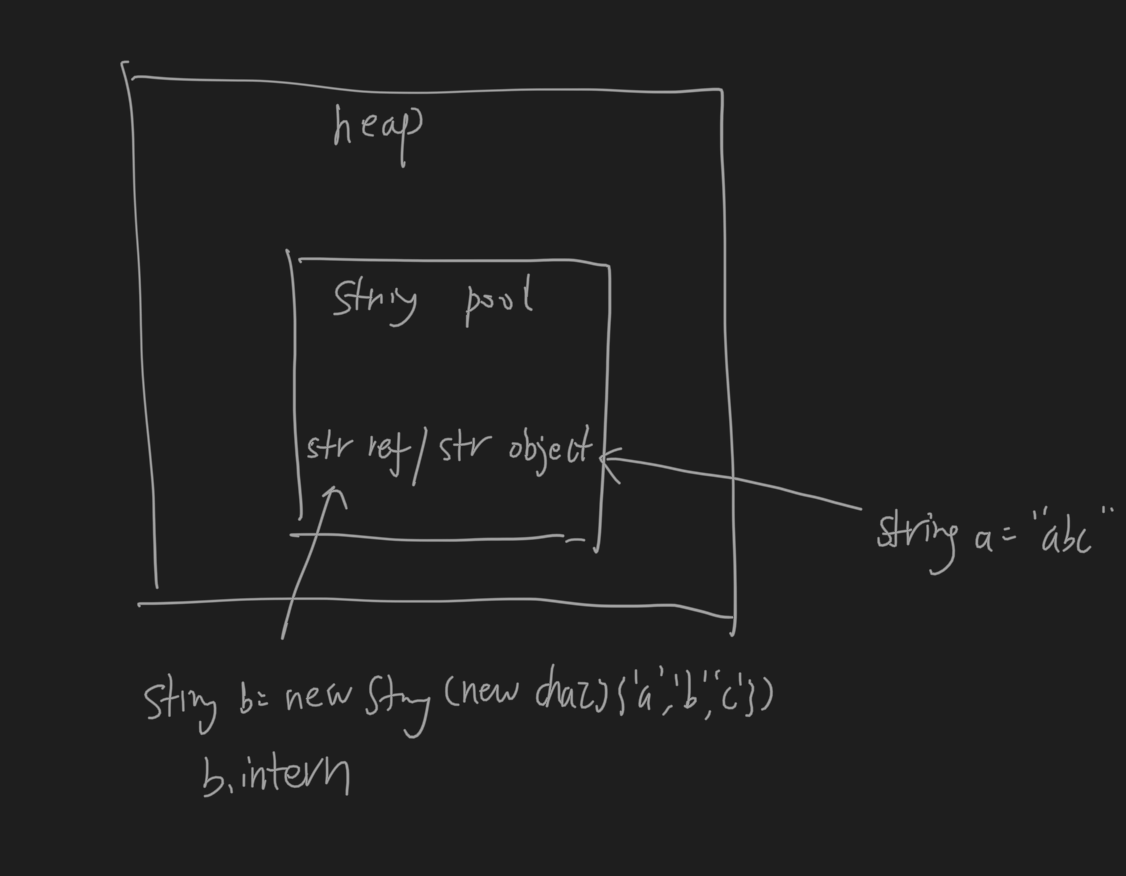 heap
String pool
str ref/str object
string a = "abc"
String b = new String (new char[]{'a','b','c'})
b.intern